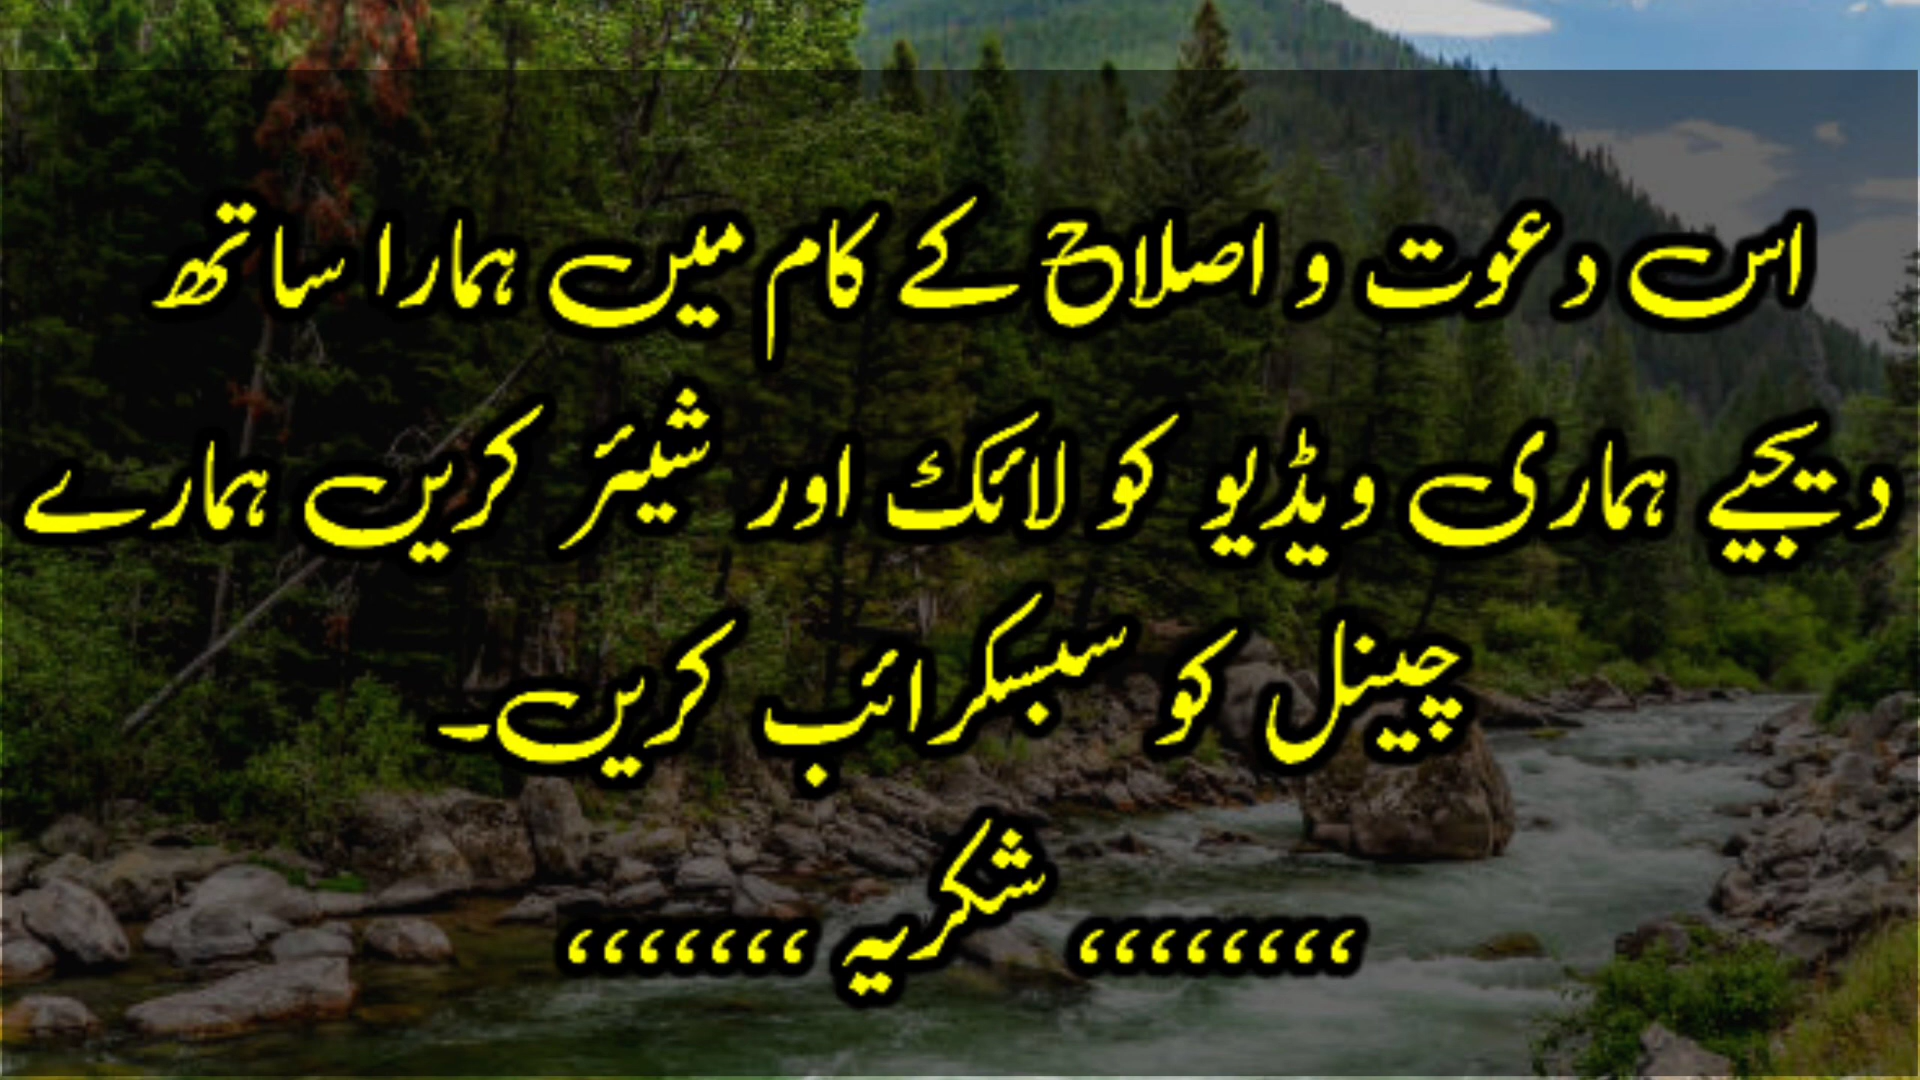 اس دعوت و اصلاح کے کام میں ہمارا ساتھ
دیجیے ہماری ویڈیو کو لائک اور شیئر کریں ہمارے
چینل کو سبسکرائب کریں۔
،،،،،،،، شکریہ ،،،،،،،